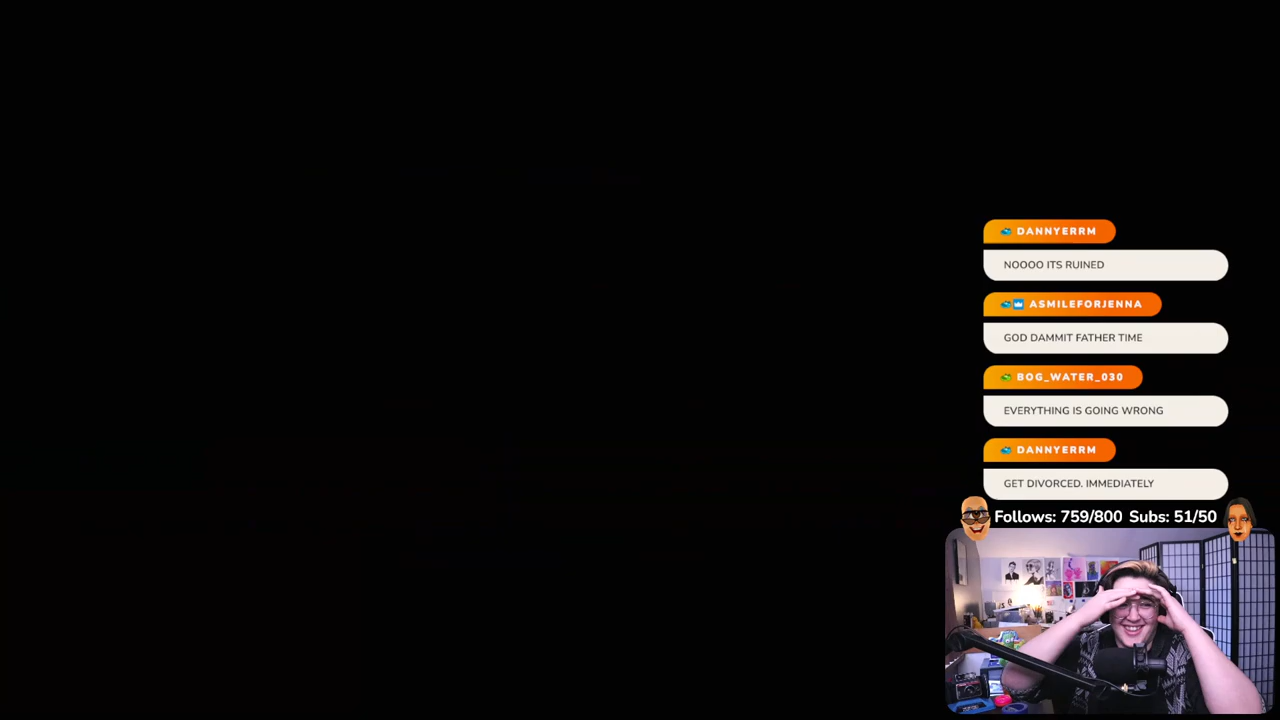 DANNYERRM
NOOOO ITS RUINED
ASMILEFORJENNA
GOD DAMMIT FATHER TIME
BOG_WATER_030
EVERYTHING IS GOING WRONG
DANNYERRM
GET DIVORCED. IMMEDIATELY
Follows: 759/800 Subs: 51/50